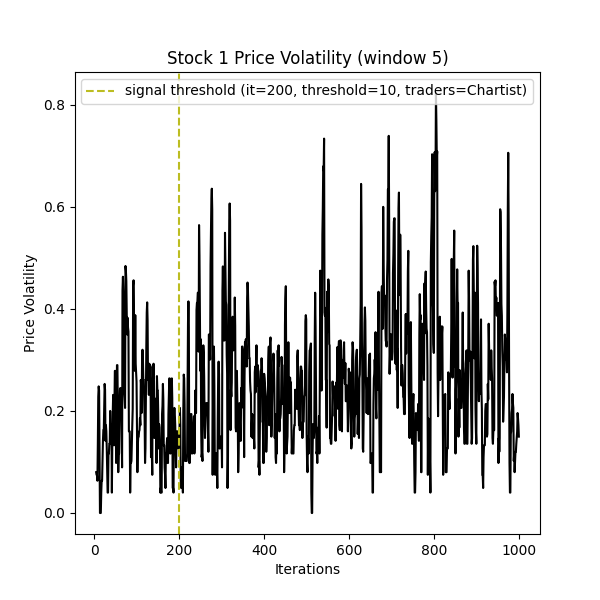 Stock 1 Price Volatility (window 5)
signal threshold (it=200, threshold=10, traders=Chartist)
0.8
0.6
0.4
0.2
0.0
Price Volatility
0 200 400 600 800 1000
Iterations